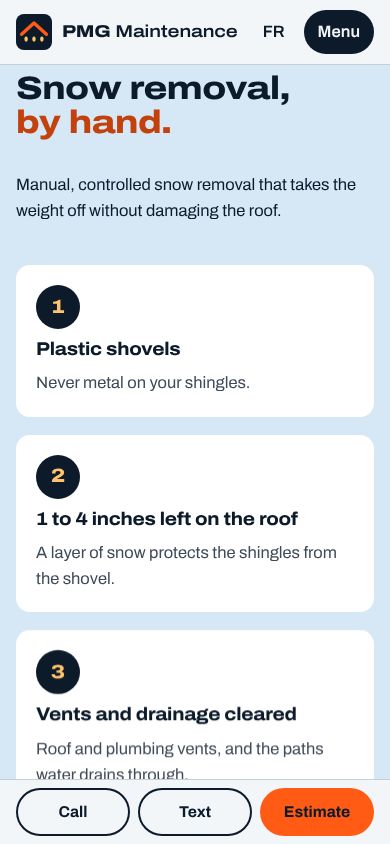 PMG Maintenance
FR
Menu
Snow removal,
by hand.
Manual, controlled snow removal that takes the
weight off without damaging the roof.
1
Plastic shovels
Never metal on your shingles.
2
1 to 4 inches left on the roof
A layer of snow protects the shingles from
the shovel.
3
Vents and drainage cleared
Roof and plumbing vents, and the paths
water drains through.
Call
Text
Estimate